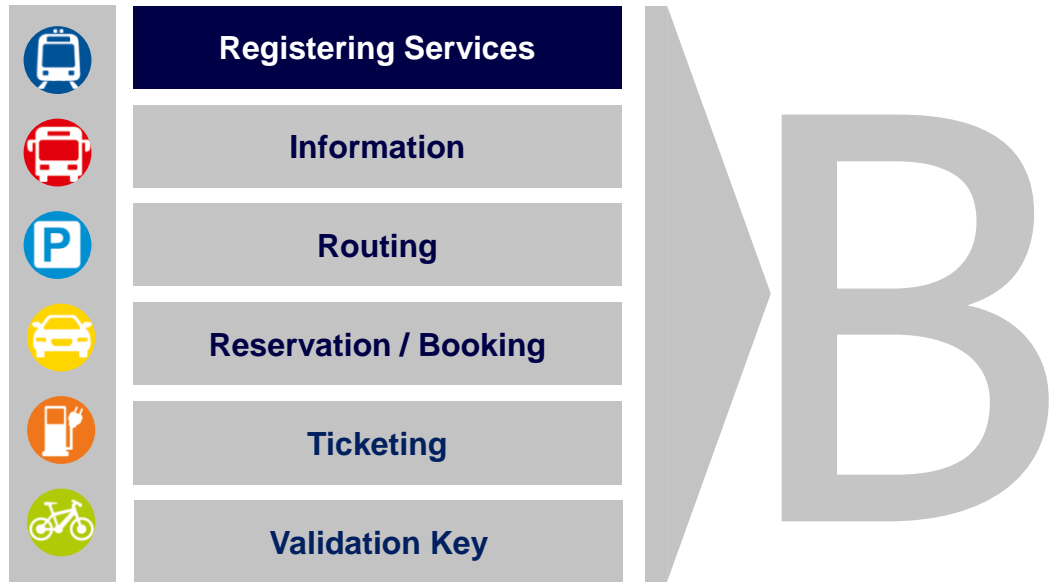 Registering Services
Information
P
Routing
Reservation / Booking
Ticketing
Validation Key
B